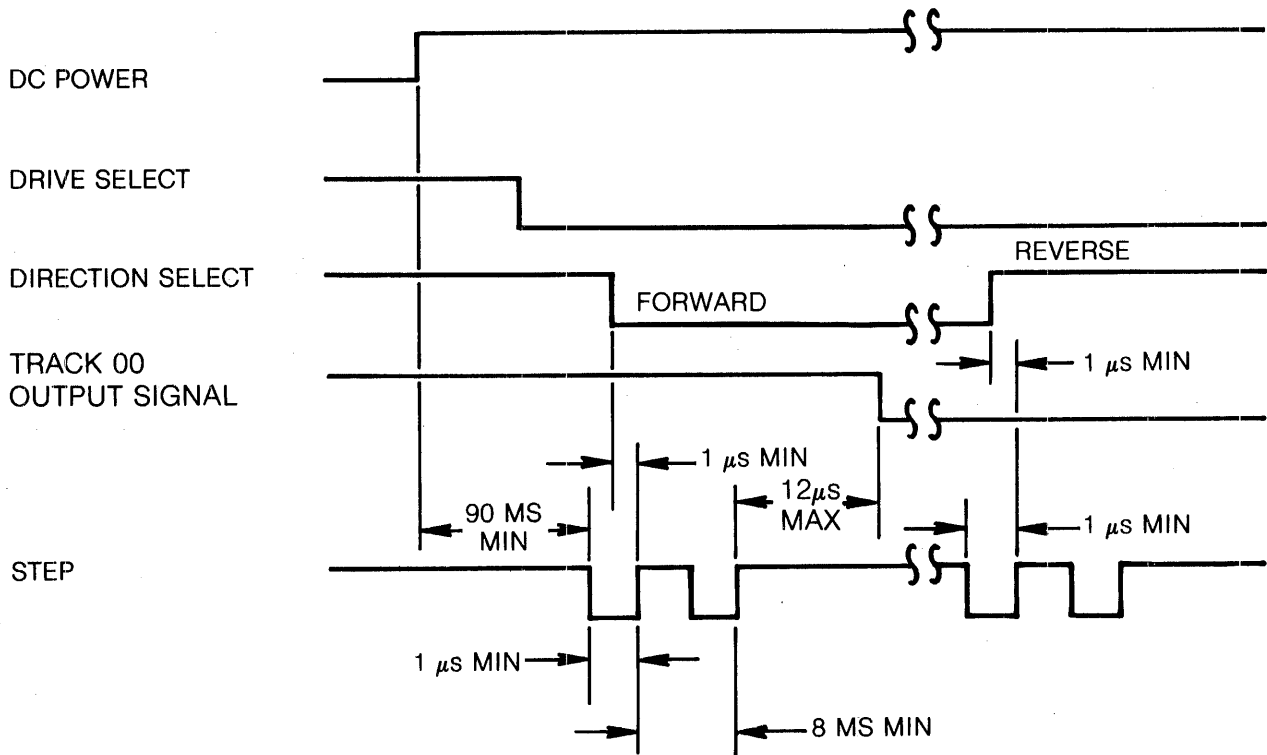 DC POWER
DRIVE SELECT
REVERSE
DIRECTION SELECT
FORWARD
1 μs MIN
TRACK 00
OUTPUT SIGNAL
1 μs MIN
12μs
MAX
90 MS
MIN
1 μs MIN
STEP
1 μs MIN
8 MS MIN